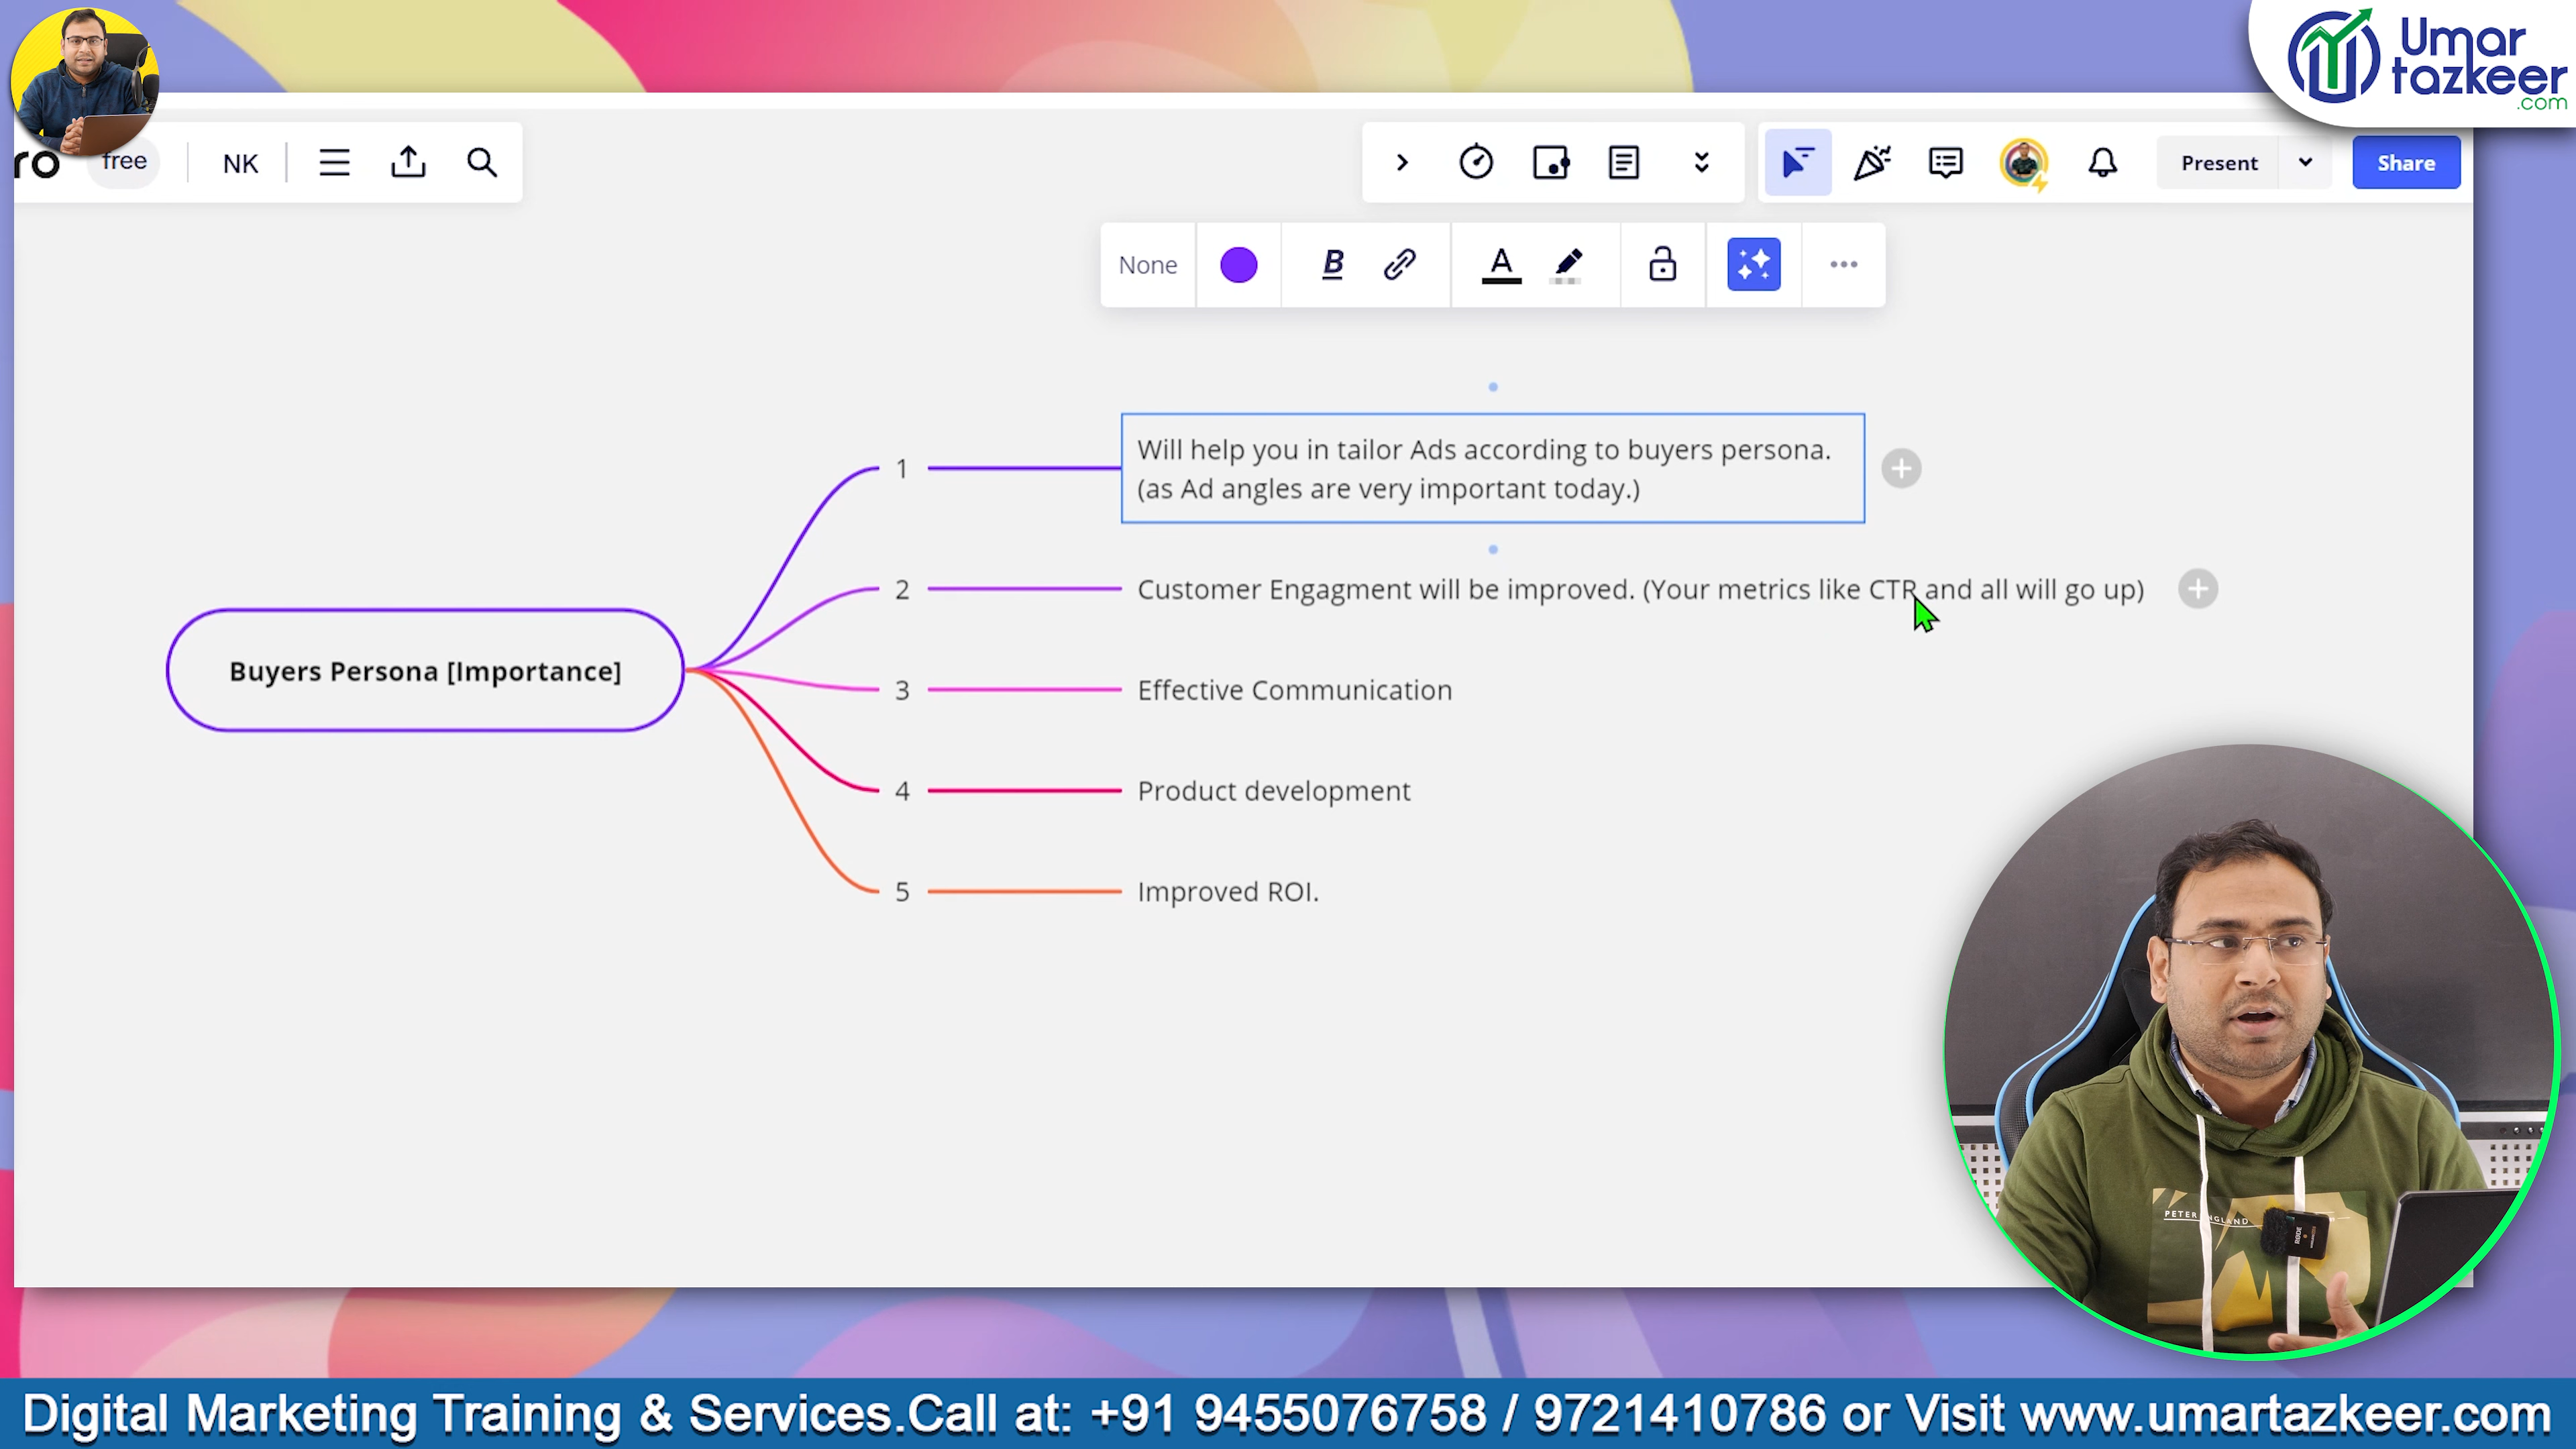 Umar
tazkeer
.com
ro free NK
Present Share
None B A
Will help you in tailor Ads according to buyers persona.
(as Ad angles are very important today.)
1
2 Customer Engagment will be improved. (Your metrics like CTR and all will go up)
Buyers Persona [Importance]
3 Effective Communication
4 Product development
5 Improved ROI.
PETER ENGLAND
RODE
Digital Marketing Training & Services.Call at: +91 9455076758 / 9721410786 or Visit www.umartazkeer.com